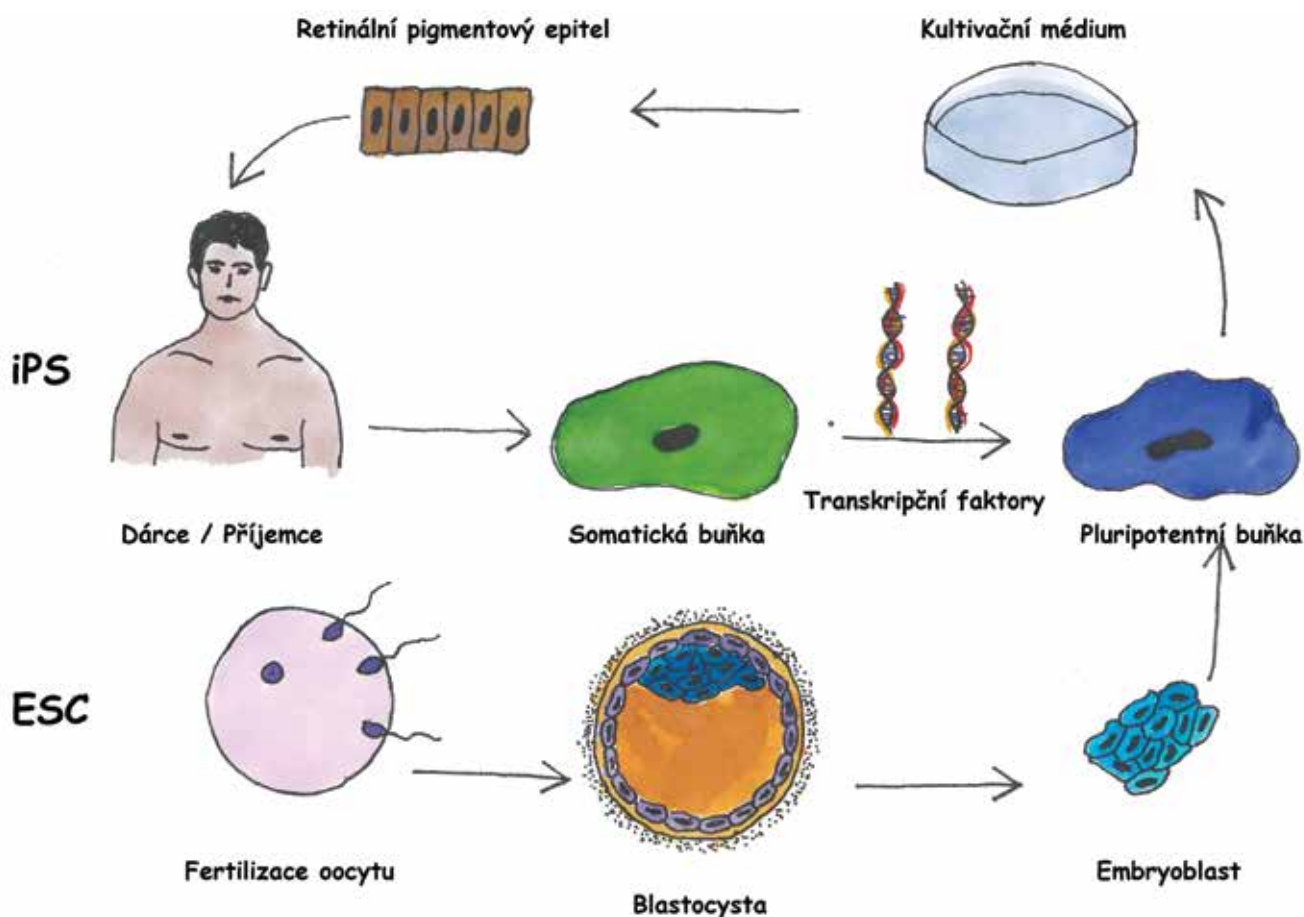 Retinální pigmentový epitel
Kultivační médium
iPS
Transkripční faktory
Dárce / Příjemce
Somatická buňka
Pluripotentní buňka
ESC
Fertilizace oocytu
Blastocysta
Embryoblast